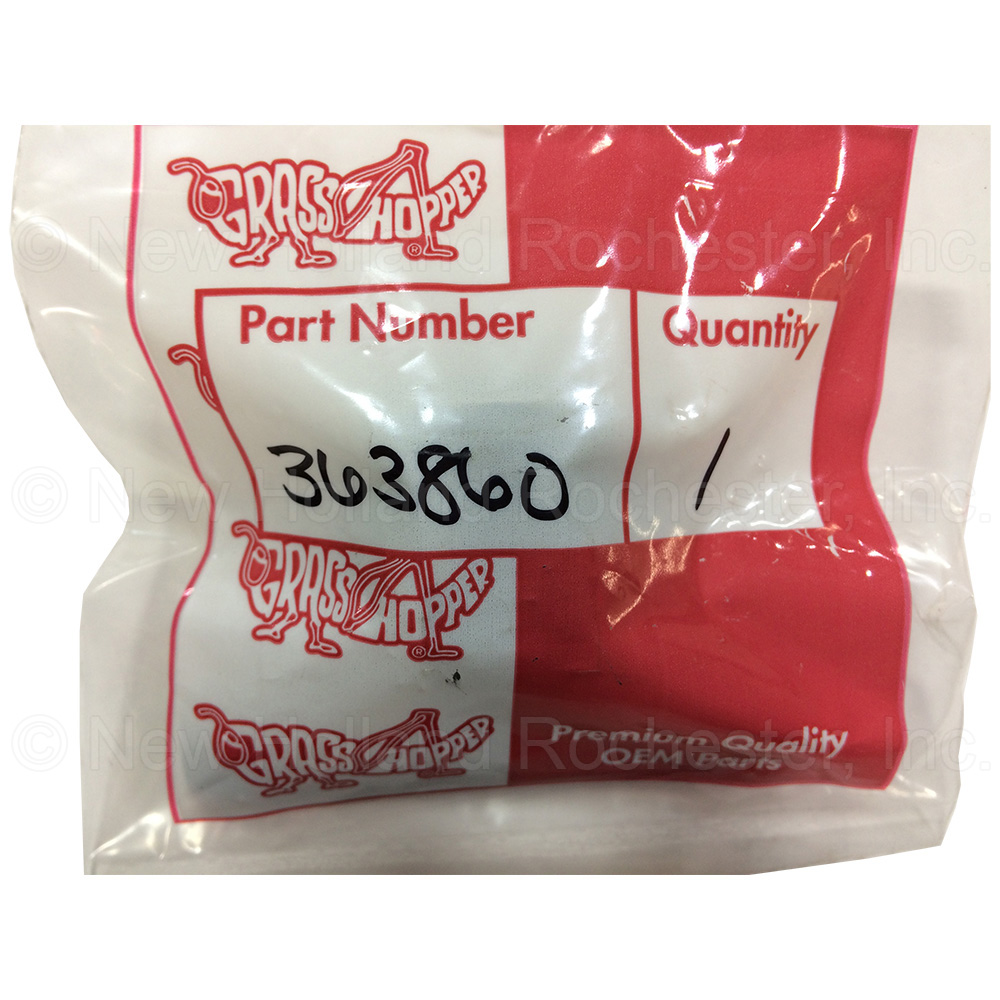 GRASSHOPPER®
© New Holland Rochester, Inc.
Part Number Quantity
363860 1
© New Holland Rochester, Inc.
GRASSHOPPER®
© New Holland Rochester, Inc.
GRASSHOPPER
Premium Quality
OEM Parts